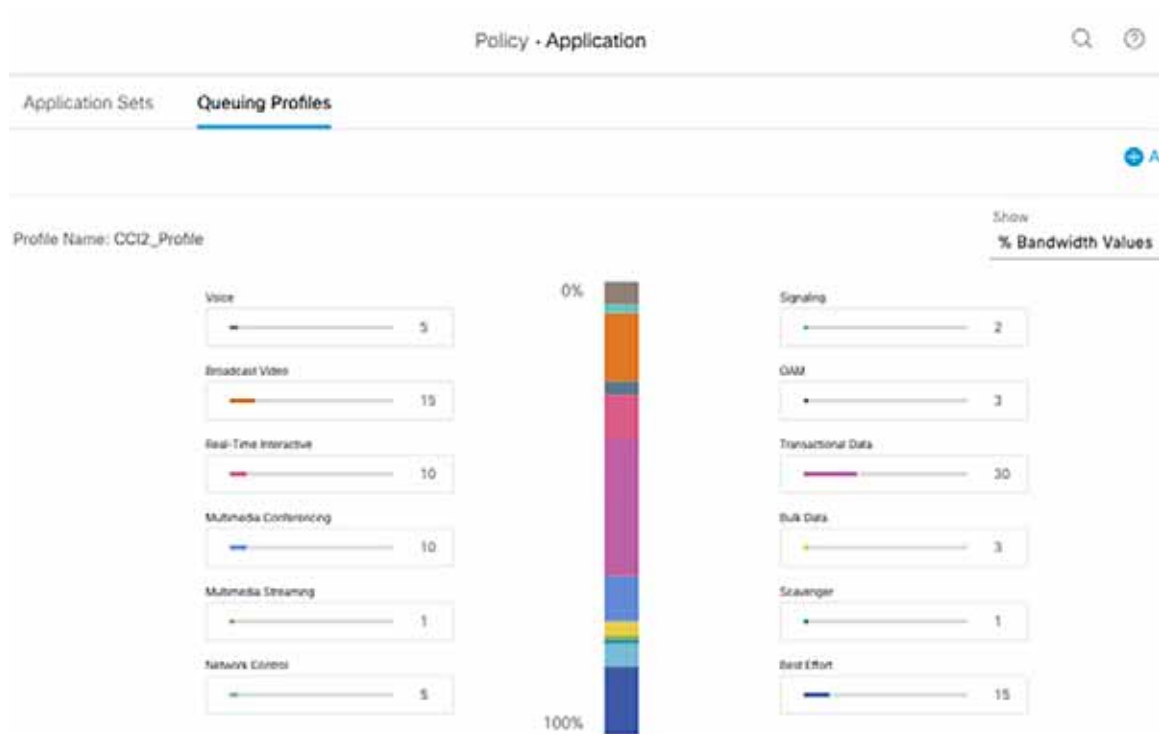 Policy • Application
Application Sets
Queuing Profiles
A
Show
Profile Name: CCI2_Profile
% Bandwidth Values
0%
Voice
5
Signaling
2
Broadcast Video
15
OAM
3
Real-Time Interactive
10
Transactional Data
30
Multimedia Conferencing
10
Bulk Data
3
Multimedia Streaming
1
Scavenger
1
Network Control
5
Best Effort
15
100%